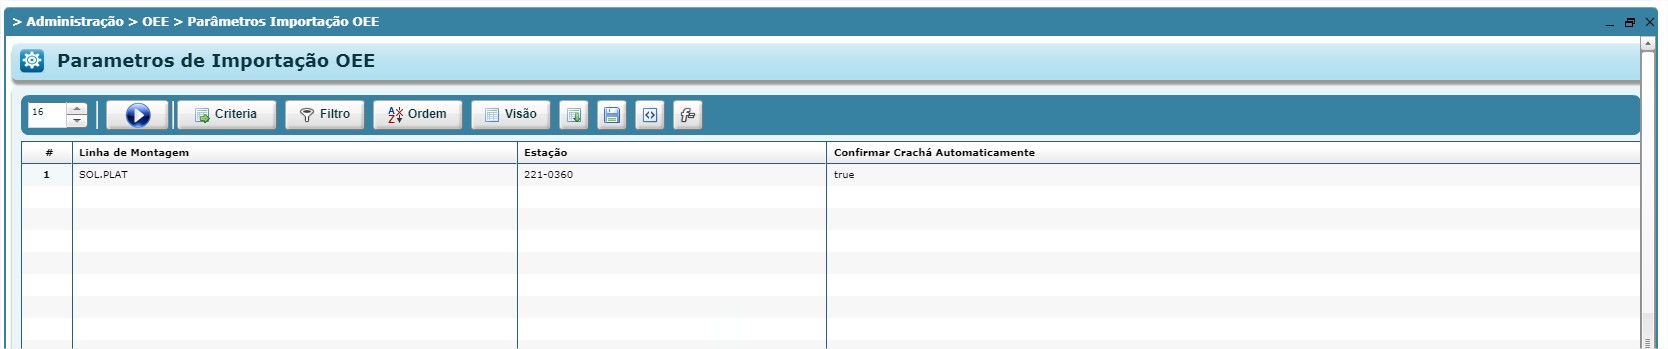 > Administração > OEE > Parâmetros Importação OEE
Parametros de Importação OEE
16 Criteria Filtro Ordem Visão
# Linha de Montagem Estação Confirmar Crachá Automaticamente
1 SOL.PLAT 221-0360 true